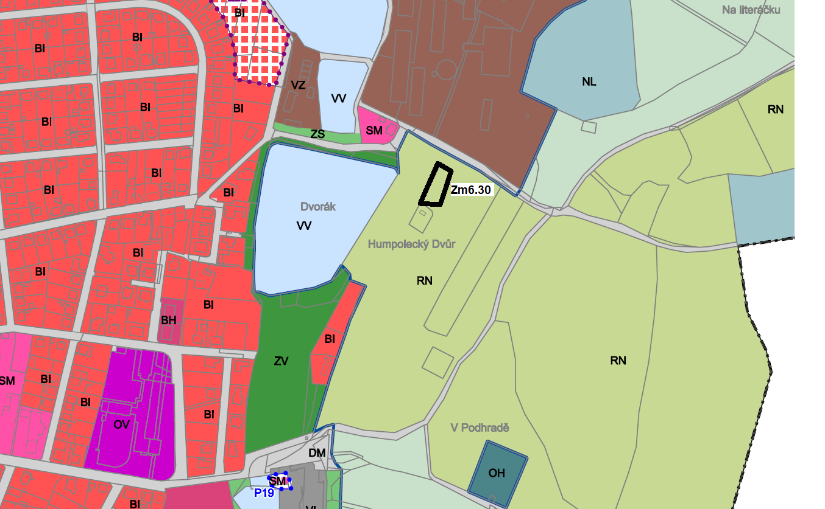 BI
Na literáčku
BI
BI
VZ
NL
VV
BI
BI
BI
RN
BI
SM
ZS
BI
BI
BI
Zm6.30
Dvorák
VV
Humpolecký Dvůr
BI
BI
RN
BI
BH
BI
ZV
RN
SM
BI
BI
BI
OV
V Podhradě
DM
OH
SM
P19
BI